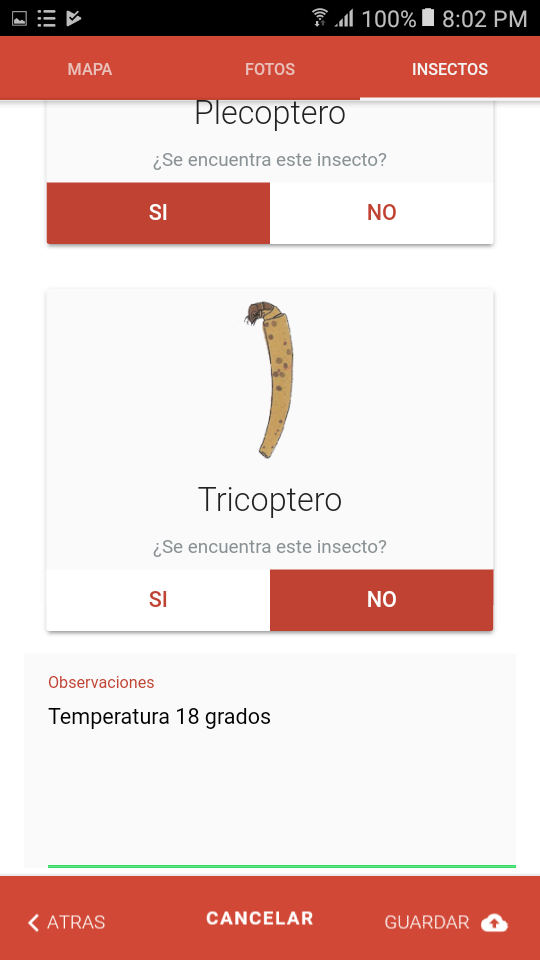 100% 8:02 PM
MAPA FOTOS INSECTOS
Plecoptero
¿Se encuentra este insecto?
SI NO
Tricoptero
¿Se encuentra este insecto?
SI NO
Observaciones
Temperatura 18 grados
ATRAS CANCELAR GUARDAR